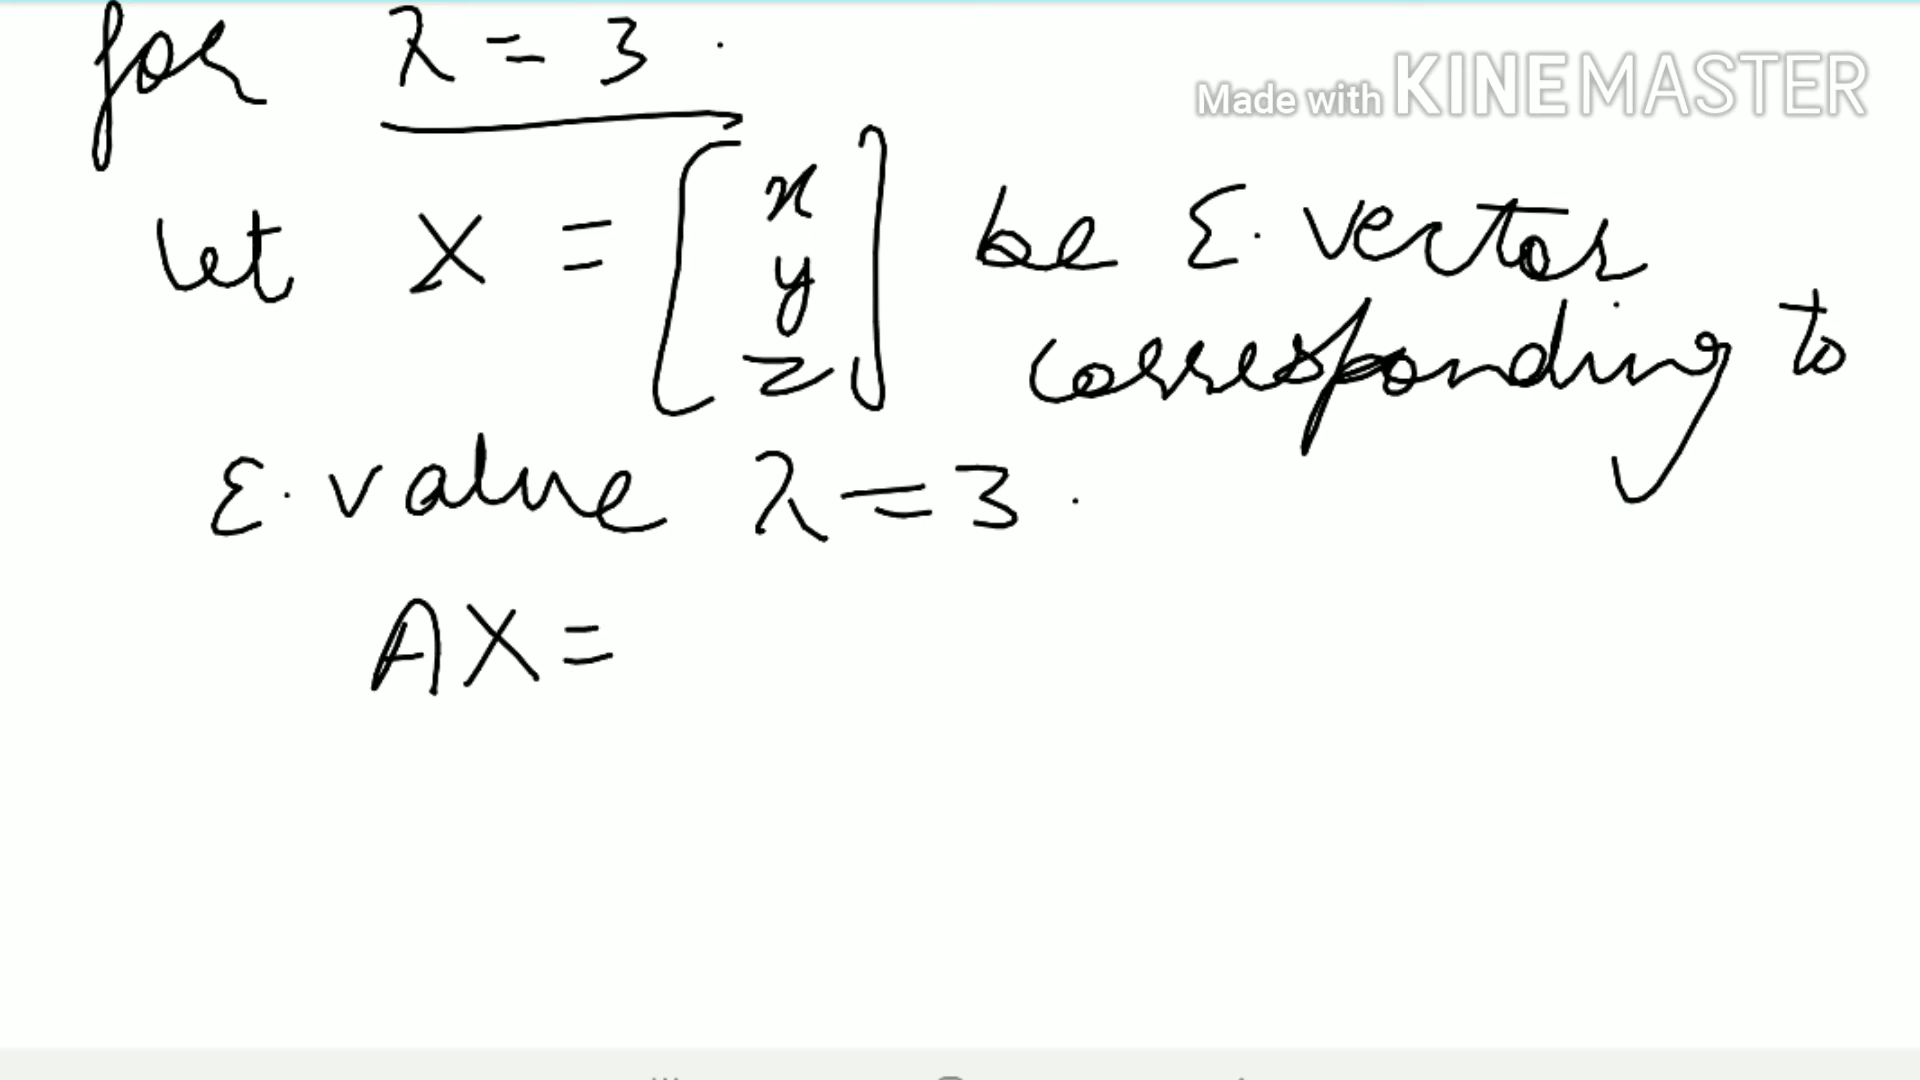 for λ = 3 .
Made with KINEMASTER
let X = [x y z] be E. vector
corresponding to
E. value λ = 3 .
AX =